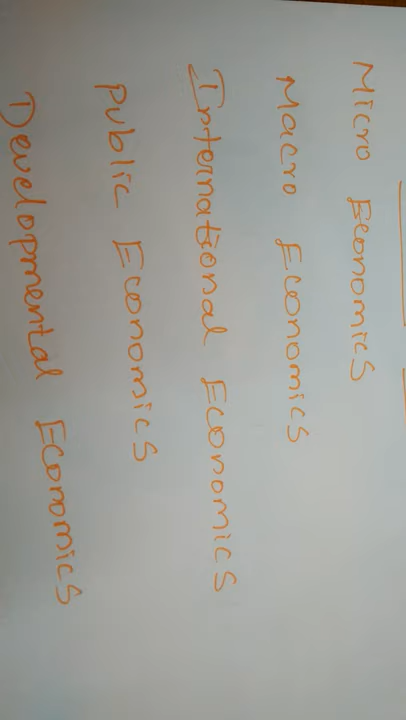 Micro Economics
Macro Economics
International Economics
Public Economics
Developmental Economics